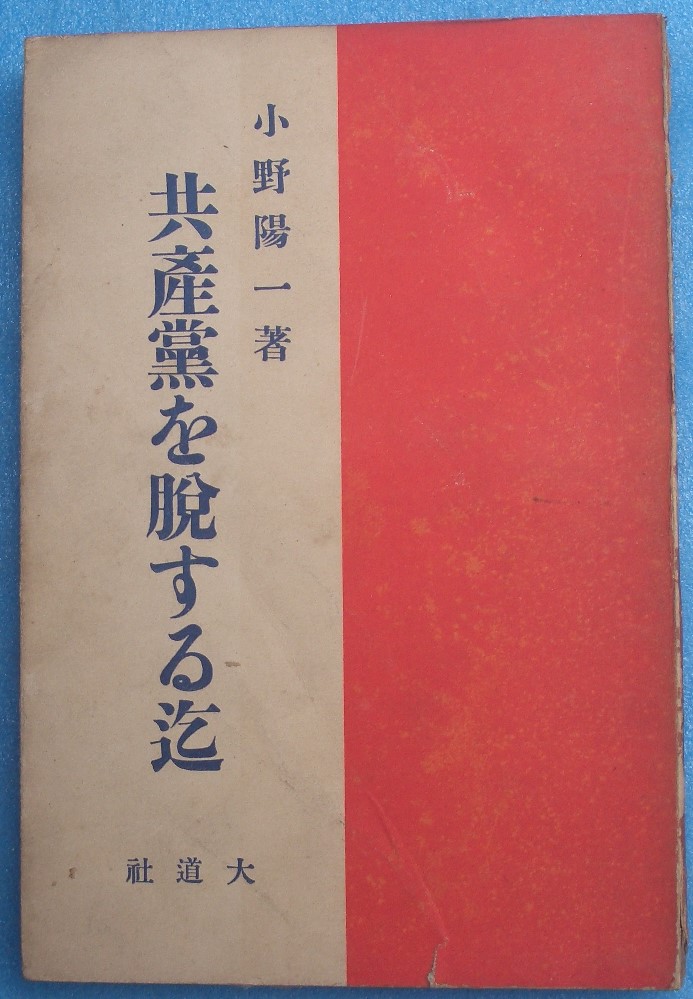 小野陽一著
共產黨を脫する迄
大道社